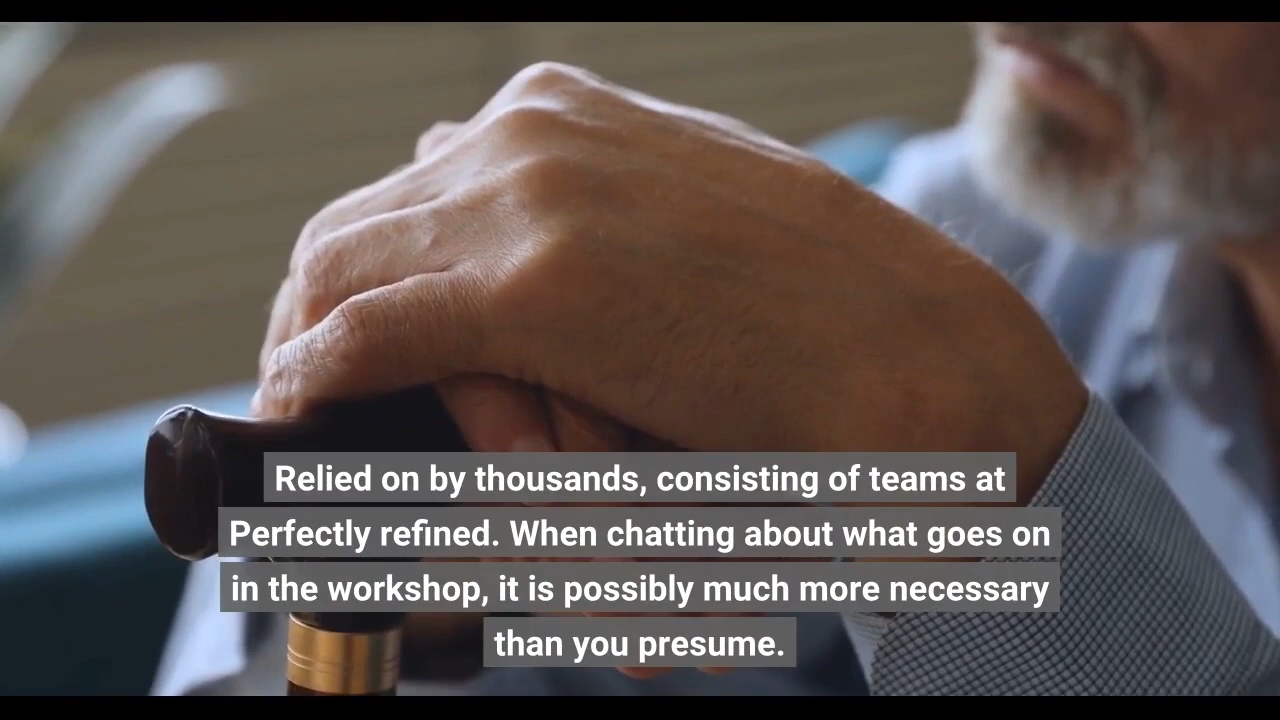 Relied on by thousands, consisting of teams at
Perfectly refined. When chatting about what goes on
in the workshop, it is possibly much more necessary
than you presume.